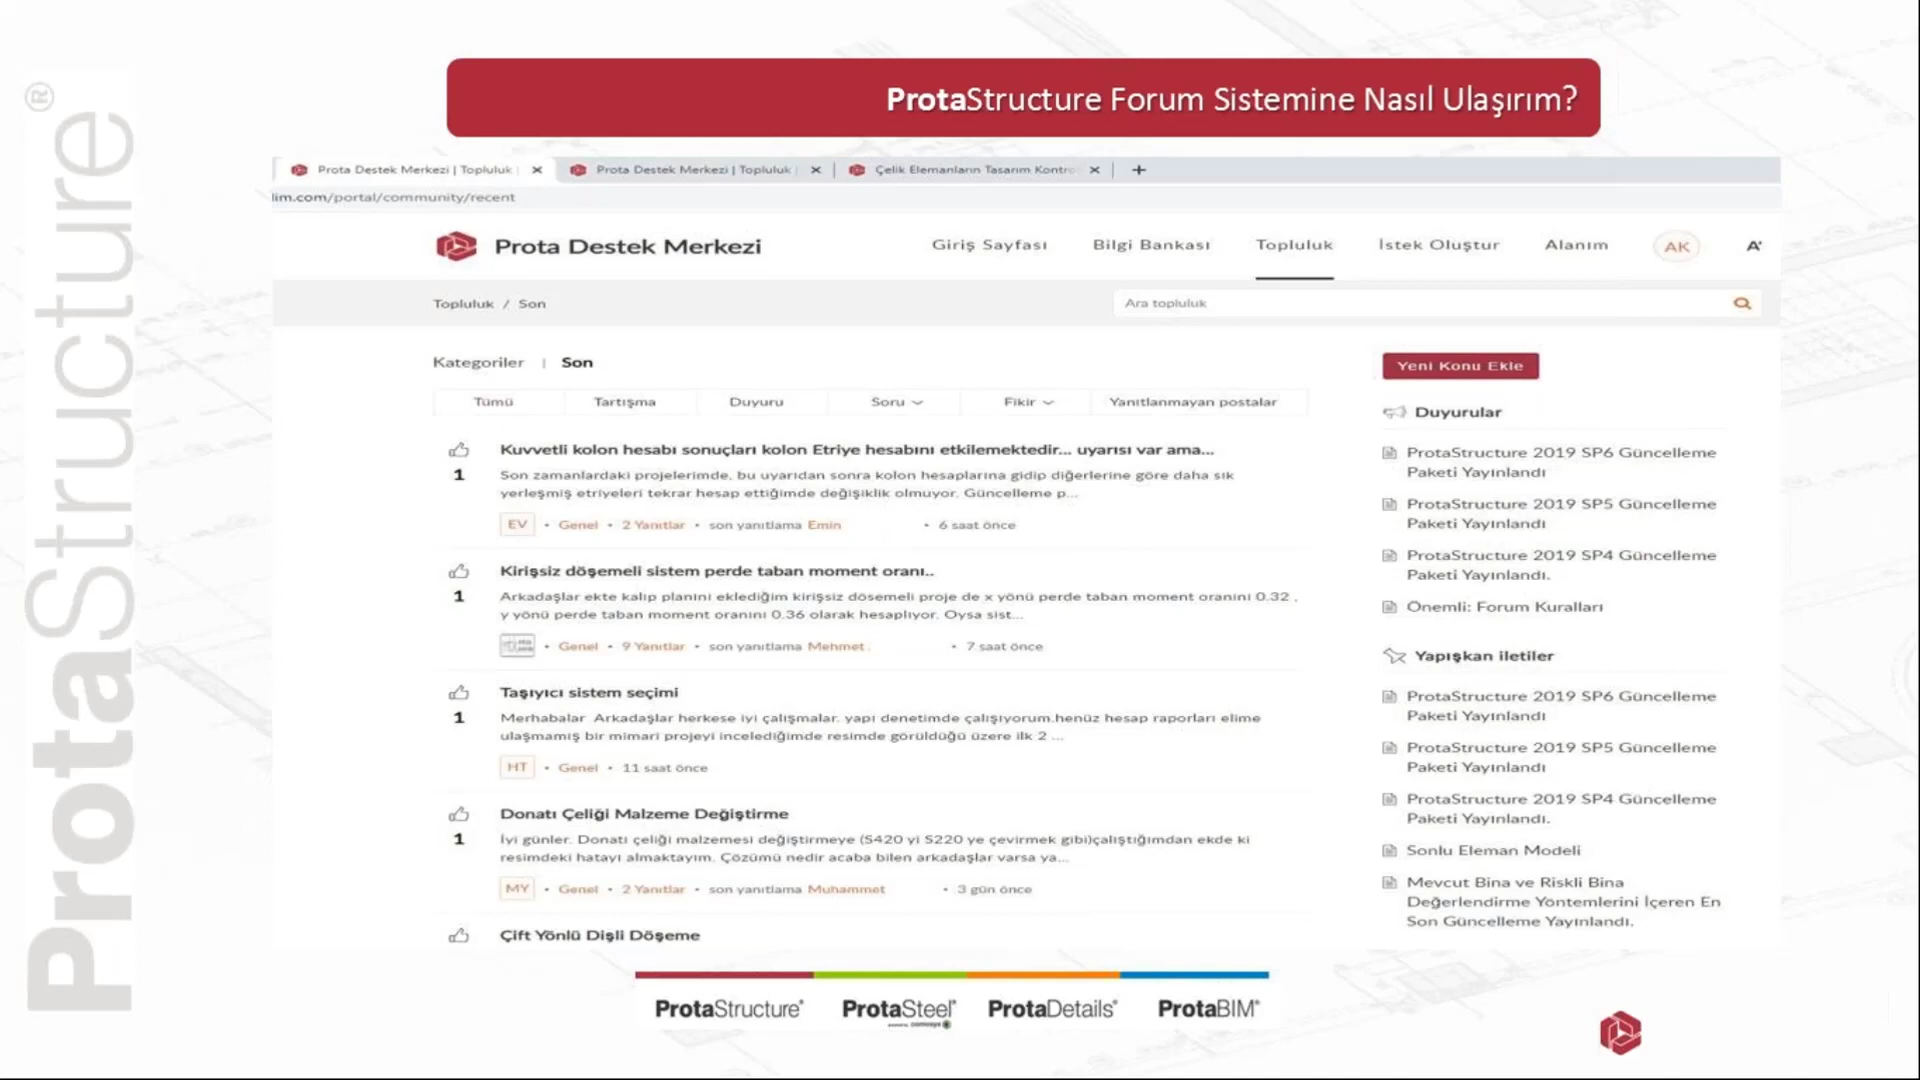 ProtaStructure®
ProtaStructure Forum Sistemine Nasıl Ulaşırım?
Prota Destek Merkezi | Topluluk
Prota Destek Merkezi | Topluluk
Çelik Elemanların Tasarım Kontro
lim.com/portal/community/recent
Prota Destek Merkezi
Giriş Sayfası
Bilgi Bankası
Topluluk
İstek Oluştur
Alanım
AK
A
Topluluk / Son
Ara topluluk
Kategoriler | Son
Tümü
Tartışma
Duyuru
Soru
Fikir
Yanıtlanmayan postalar
Kuvvetli kolon hesabı sonuçları kolon Etriye hesabını etkilemektedir... uyarısı var ama...
1
Son zamanlardaki projelerimde, bu uyarıdan sonra kolon hesaplarına gidip diğerlerine göre daha sık
yerleşmiş etriyeleri tekrar hesap ettiğimde değişiklik olmuyor. Güncelleme p...
EV • Genel • 2 Yanıtlar • son yanıtlama Emin • 6 saat önce
Kirişsiz döşemeli sistem perde taban moment oranı..
1
Arkadaşlar ekte kalıp planını eklediğim kirişsiz dösemeli proje de x yönü perde taban moment oranını 0.32 ,
y yönü perde taban moment oranını 0.36 olarak hesaplıyor. Oysa sist...
• Genel • 9 Yanıtlar • son yanıtlama Mehmet . • 7 saat önce
Taşıyıcı sistem seçimi
1
Merhabalar Arkadaşlar herkese iyi çalışmalar. yapı denetimde çalışıyorum.henüz hesap raporları elime
ulaşmamış bir mimari projeyi incelediğimde resimde görüldüğü üzere ilk 2 ...
HT • Genel • 11 saat önce
Donatı Çeliği Malzeme Değiştirme
1
İyi günler. Donatı çeliği malzemesi değiştirmeye (S420 yi S220 ye çevirmek gibi)çalıştığımdan ekde ki
resimdeki hatayı almaktayım. Çözümü nedir acaba bilen arkadaşlar varsa ya...
MY • Genel • 2 Yanıtlar • son yanıtlama Muhammet • 3 gün önce
Çift Yönlü Dişli Döşeme
Yeni Konu Ekle
Duyurular
ProtaStructure 2019 SP6 Güncelleme
Paketi Yayınlandı
ProtaStructure 2019 SP5 Güncelleme
Paketi Yayınlandı
ProtaStructure 2019 SP4 Güncelleme
Paketi Yayınlandı.
Önemli: Forum Kuralları
Yapışkan iletiler
ProtaStructure 2019 SP6 Güncelleme
Paketi Yayınlandı
ProtaStructure 2019 SP5 Güncelleme
Paketi Yayınlandı
ProtaStructure 2019 SP4 Güncelleme
Paketi Yayınlandı.
Sonlu Eleman Modeli
Mevcut Bina ve Riskli Bina
Değerlendirme Yöntemlerini İçeren En
Son Güncelleme Yayınlandı.
ProtaStructure®
ProtaSteel®
ProtaDetails®
ProtaBIM®